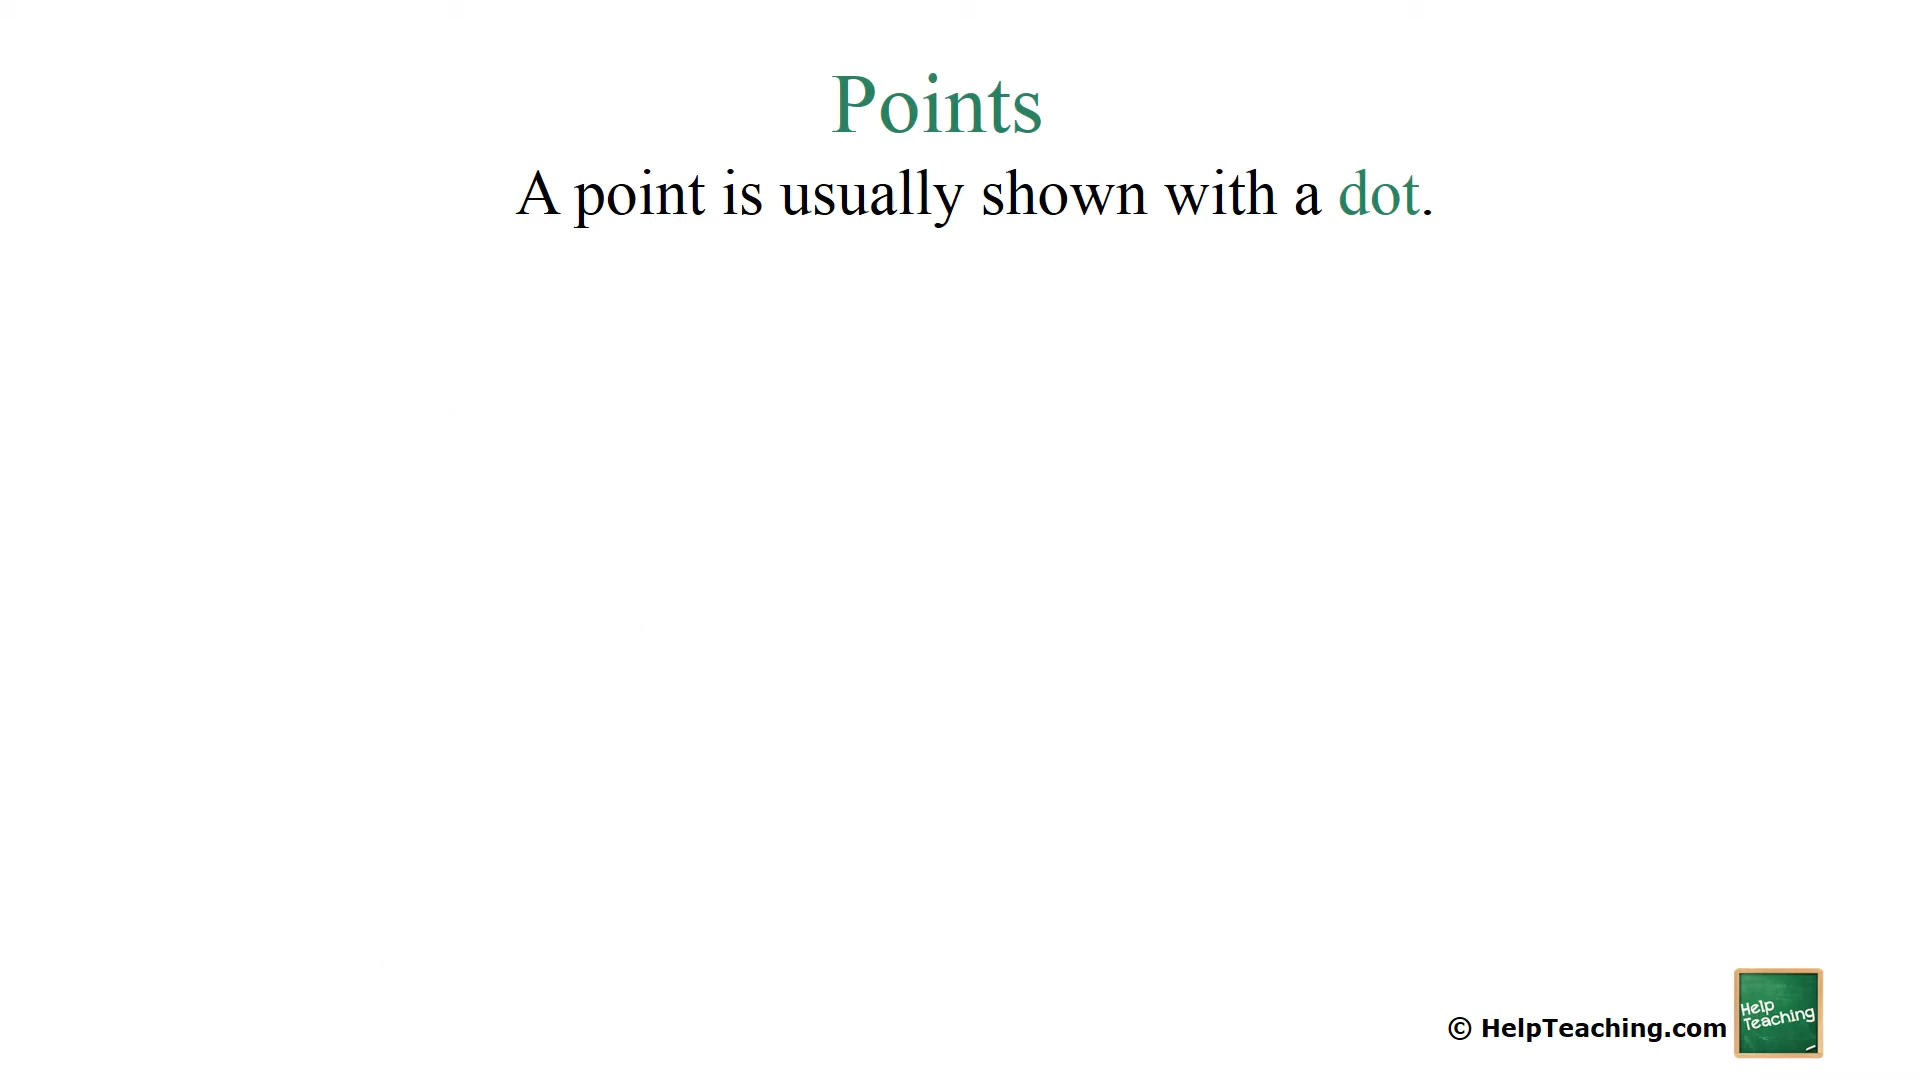 Points
A point is usually shown with a dot.
© HelpTeaching.com
Help
Teaching